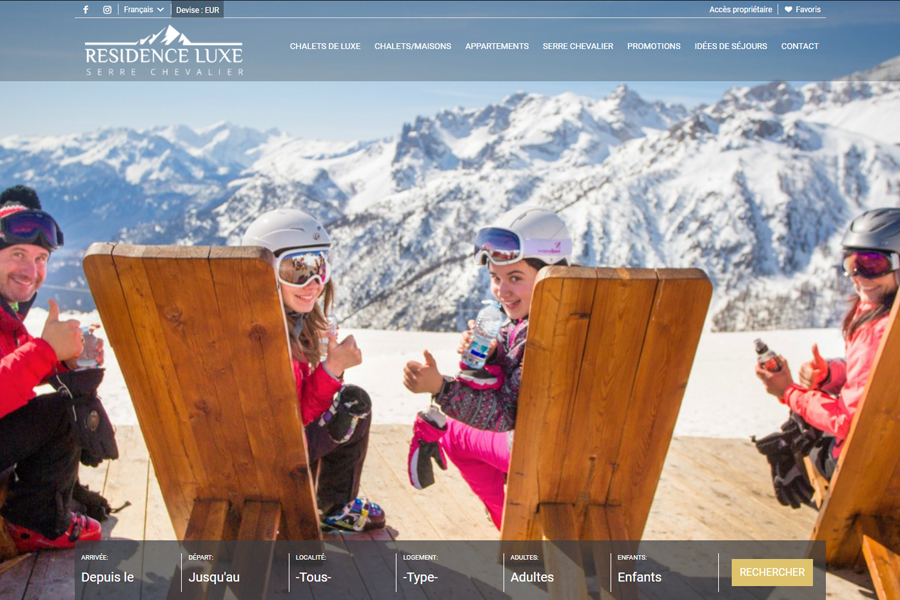 Français
Devise : EUR
Accès propriétaire
Favoris
RESIDENCE LUXE
SERRE CHEVALIER
CHALETS DE LUXE
CHALETS/MAISONS
APPARTEMENTS
SERRE CHEVALIER
PROMOTIONS
IDÉES DE SÉJOURS
CONTACT
ARRIVÉE:
Depuis le
DÉPART:
Jusqu'au
LOCALITÉ:
-Tous-
LOGEMENT:
-Type-
ADULTES:
Adultes
ENFANTS:
Enfants
RECHERCHER